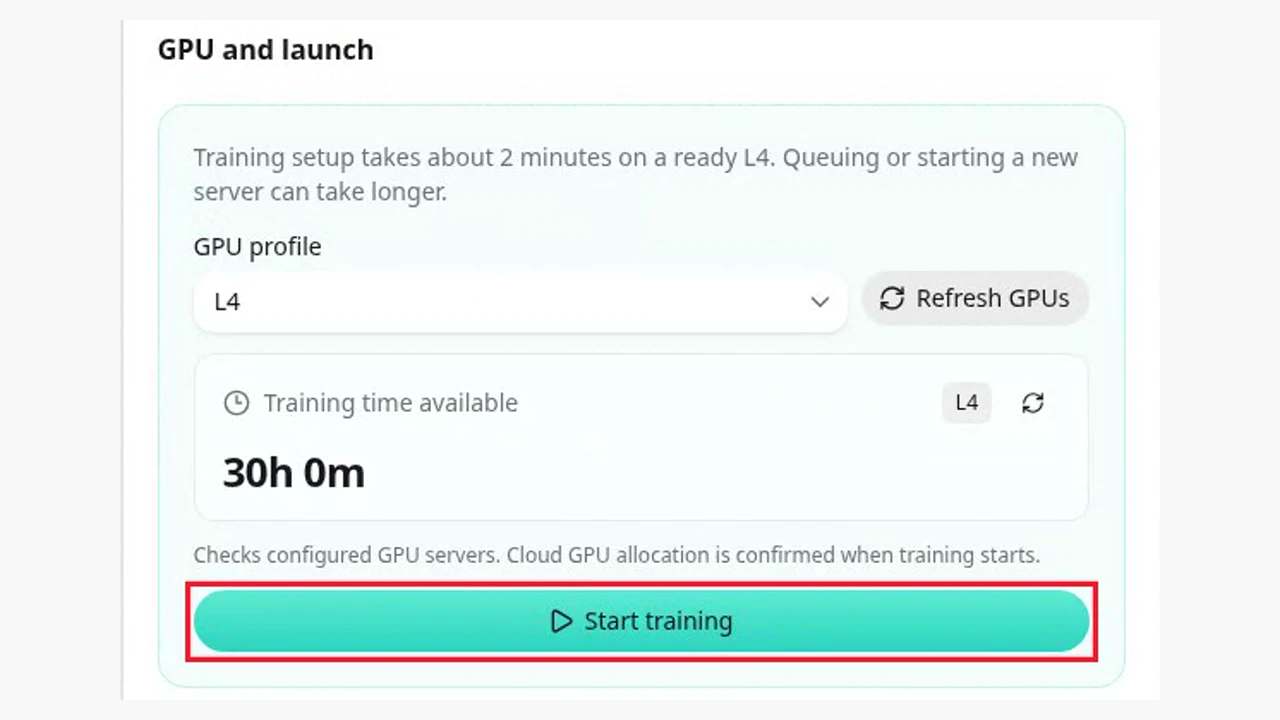 GPU and launch
Training setup takes about 2 minutes on a ready L4. Queuing or starting a new
server can take longer.
GPU profile
L4
Refresh GPUs
Training time available
L4
30h 0m
Checks configured GPU servers. Cloud GPU allocation is confirmed when training starts.
Start training